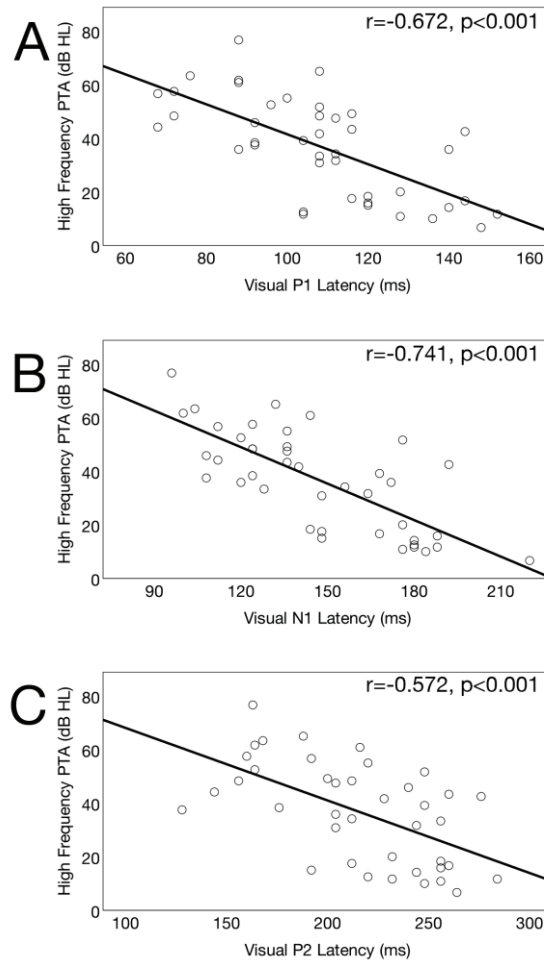 A
r=-0.672, p<0.001
High Frequency PTA (dB HL)
80
60
40
20
0
60 80 100 120 140 160
Visual P1 Latency (ms)
B
r=-0.741, p<0.001
High Frequency PTA (dB HL)
80
60
40
20
0
90 120 150 180 210
Visual N1 Latency (ms)
C
r=-0.572, p<0.001
High Frequency PTA (dB HL)
80
60
40
20
0
100 150 200 250 300
Visual P2 Latency (ms)